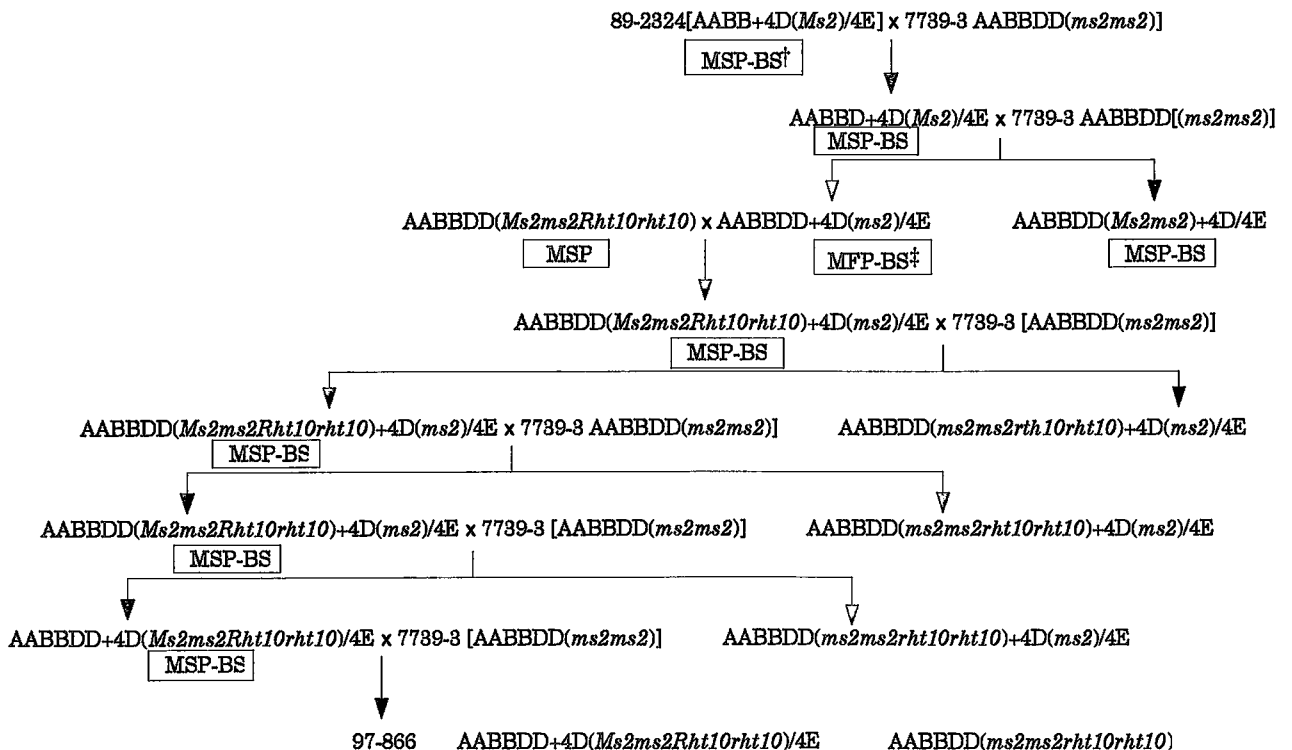 89-2324[AABB+4D(Ms2)/4E] x 7739-3 AABBDD(ms2ms2)]
MSP-BS†
AABBD+4D(Ms2)/4E x 7739-3 AABBDD[(ms2ms2)]
MSP-BS
AABBDD(Ms2ms2Rht10rht10) x AABBDD+4D(ms2)/4E AABBDD(Ms2ms2)+4D/4E
MSP MFP-BS‡ MSP-BS
AABBDD(Ms2ms2Rht10rht10)+4D(ms2)/4E x 7739-3 [AABBDD(ms2ms2)]
MSP-BS
AABBDD(Ms2ms2Rht10rht10)+4D(ms2)/4E x 7739-3 AABBDD(ms2ms2)] AABBDD(ms2ms2rth10rht10)+4D(ms2)/4E
MSP-BS
AABBDD(Ms2ms2Rht10rht10)+4D(ms2)/4E x 7739-3 [AABBDD(ms2ms2)] AABBDD(ms2ms2rht10rht10)+4D(ms2)/4E
MSP-BS
AABBDD+4D(Ms2ms2Rht10rht10)/4E x 7739-3 [AABBDD(ms2ms2)] AABBDD(ms2ms2rht10rht10)+4D(ms2)/4E
MSP-BS
97-866 AABBDD+4D(Ms2ms2Rht10rht10)/4E AABBDD(ms2ms2rht10rht10)